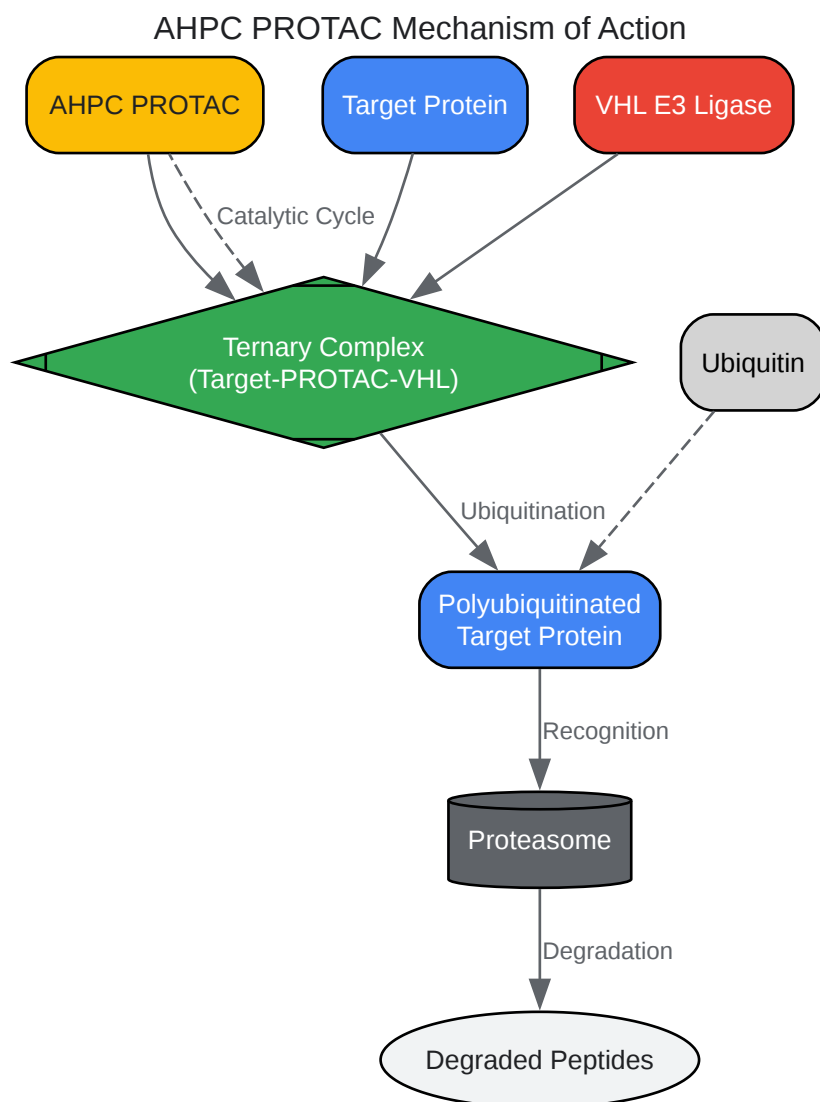 AHPC PROTAC Mechanism of Action
AHPC PROTAC
Target Protein
VHL E3 Ligase
Catalytic Cycle
Ternary Complex
(Target-PROTAC-VHL)
Ubiquitin
Ubiquitination
Polyubiquitinated
Target Protein
Recognition
Proteasome
Degradation
Degraded Peptides